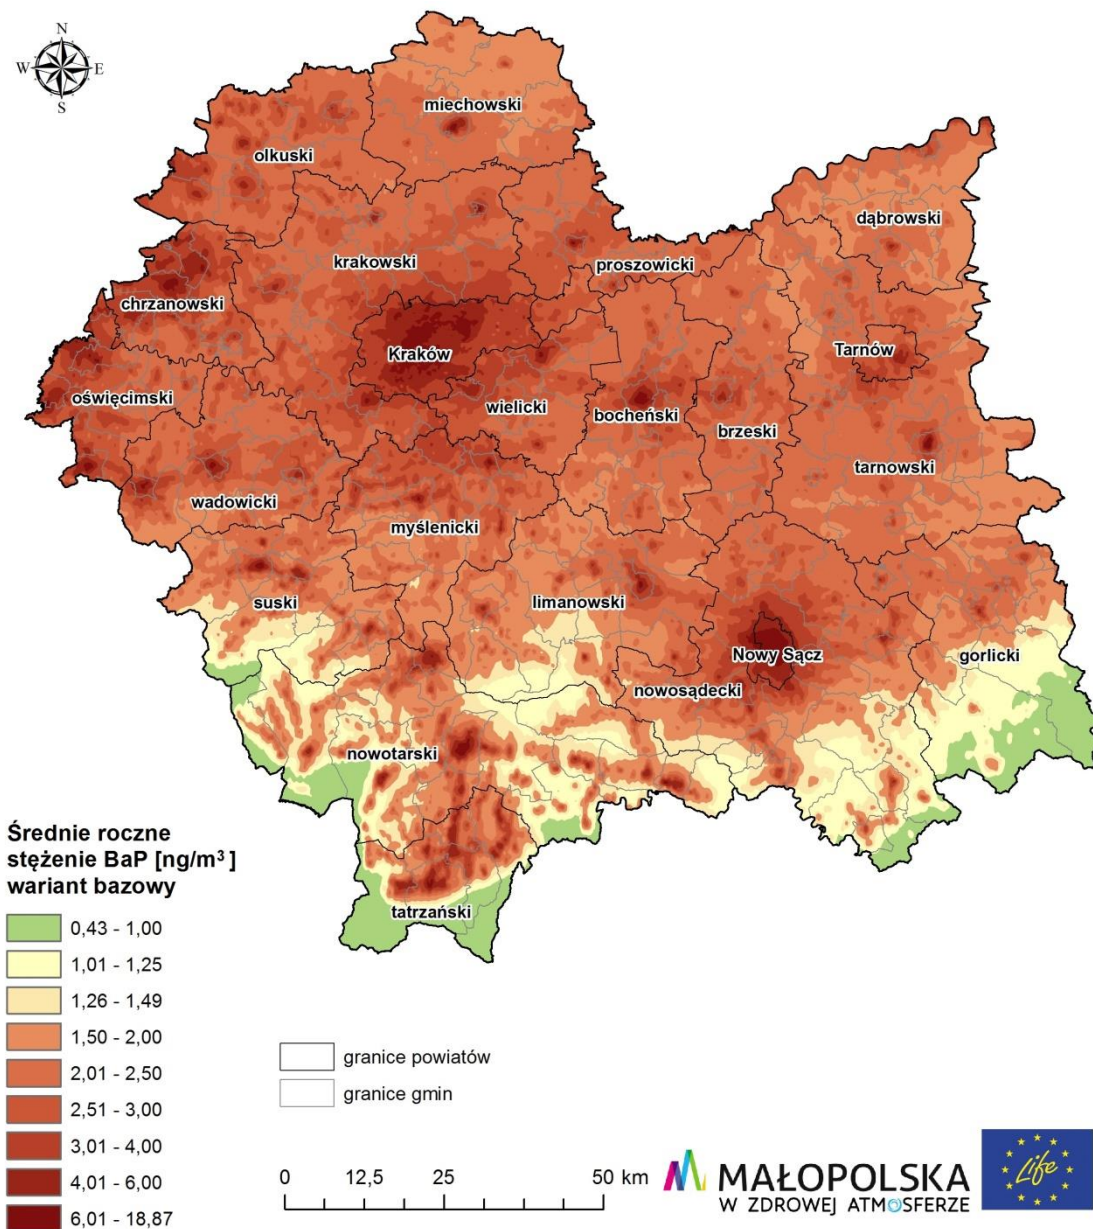 N
W
E
S
miechowski
olkuski
dąbrowski
krakowski
proszowicki
chrzanowski
Kraków
Tarnów
oświęcimski
wielicki
bocheński
brzeski
tarnowski
wadowicki
myślenicki
suski
limanowski
Nowy Sącz
gorlicki
nowosądecki
nowotarski
tatrzański
Średnie roczne
stężenie BaP [ng/m³]
wariant bazowy
0,43 - 1,00
1,01 - 1,25
1,26 - 1,49
1,50 - 2,00
2,01 - 2,50
2,51 - 3,00
3,01 - 4,00
4,01 - 6,00
6,01 - 18,87
granice powiatów
granice gmin
0 12,5 25 50 km
MAŁOPOLSKA
W ZDROWEJ ATMOSFERZE
Life